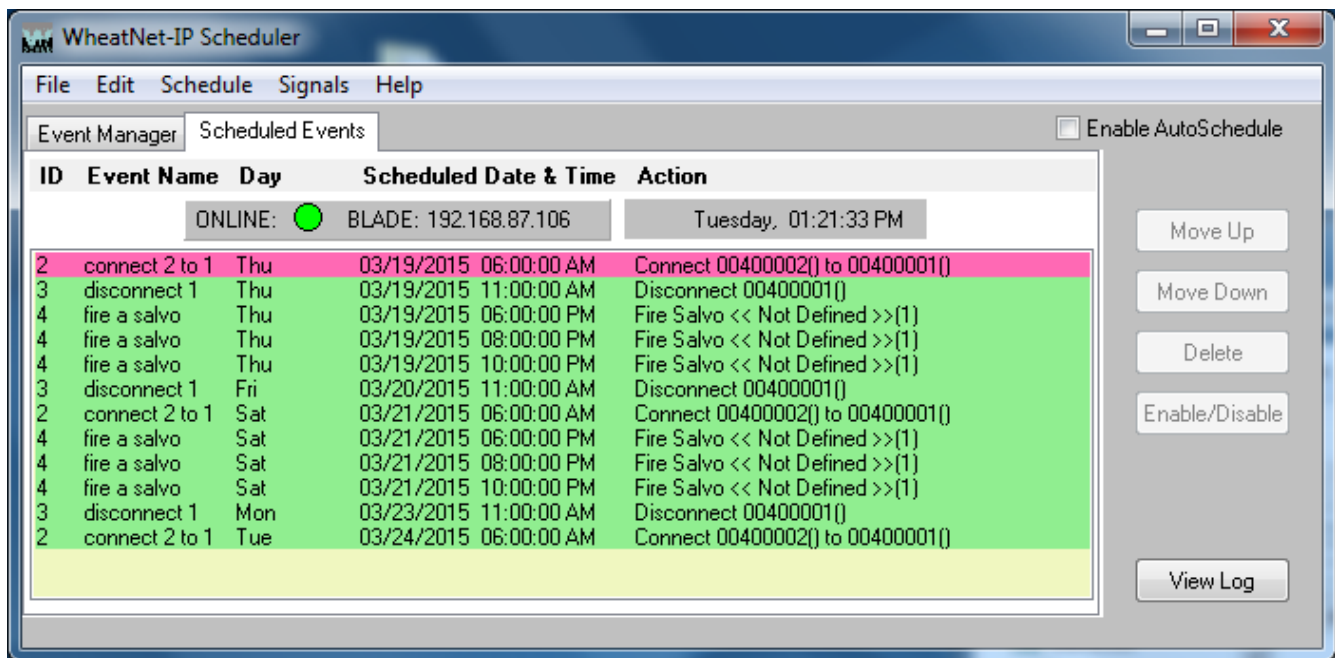 WheatNet-IP Scheduler
File Edit Schedule Signals Help
Event Manager Scheduled Events Enable AutoSchedule
ID Event Name Day Scheduled Date & Time Action
ONLINE: BLADE: 192.168.87.106 Tuesday, 01:21:33 PM
2 connect 2 to 1 Thu 03/19/2015 06:00:00 AM Connect 00400002() to 00400001()
3 disconnect 1 Thu 03/19/2015 11:00:00 AM Disconnect 00400001()
4 fire a salvo Thu 03/19/2015 06:00:00 PM Fire Salvo << Not Defined >>(1)
4 fire a salvo Thu 03/19/2015 08:00:00 PM Fire Salvo << Not Defined >>(1)
4 fire a salvo Thu 03/19/2015 10:00:00 PM Fire Salvo << Not Defined >>(1)
3 disconnect 1 Fri 03/20/2015 11:00:00 AM Disconnect 00400001()
2 connect 2 to 1 Sat 03/21/2015 06:00:00 AM Connect 00400002() to 00400001()
4 fire a salvo Sat 03/21/2015 06:00:00 PM Fire Salvo << Not Defined >>(1)
4 fire a salvo Sat 03/21/2015 08:00:00 PM Fire Salvo << Not Defined >>(1)
4 fire a salvo Sat 03/21/2015 10:00:00 PM Fire Salvo << Not Defined >>(1)
3 disconnect 1 Mon 03/23/2015 11:00:00 AM Disconnect 00400001()
2 connect 2 to 1 Tue 03/24/2015 06:00:00 AM Connect 00400002() to 00400001()
Move Up
Move Down
Delete
Enable/Disable
View Log